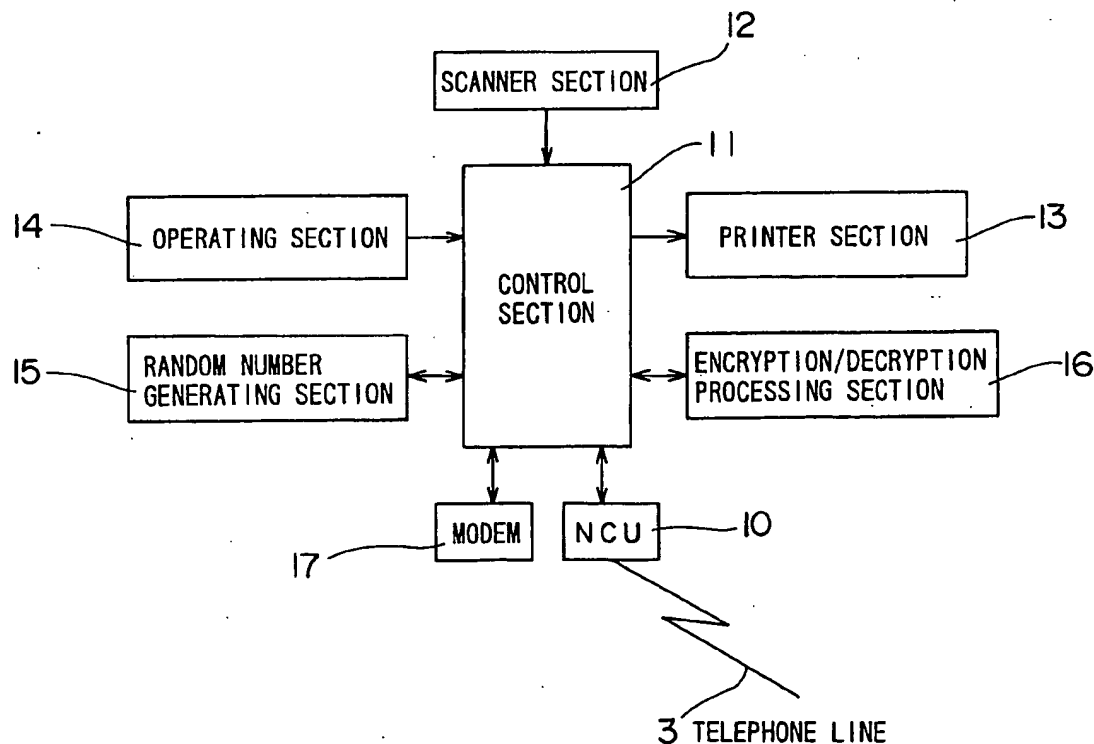 12
SCANNER SECTION
11
14
OPERATING SECTION
PRINTER SECTION
13
CONTROL
SECTION
15
RANDOM NUMBER
GENERATING SECTION
ENCRYPTION/DECRYPTION
PROCESSING SECTION
16
MODEM
NCU
10
17
3 TELEPHONE LINE